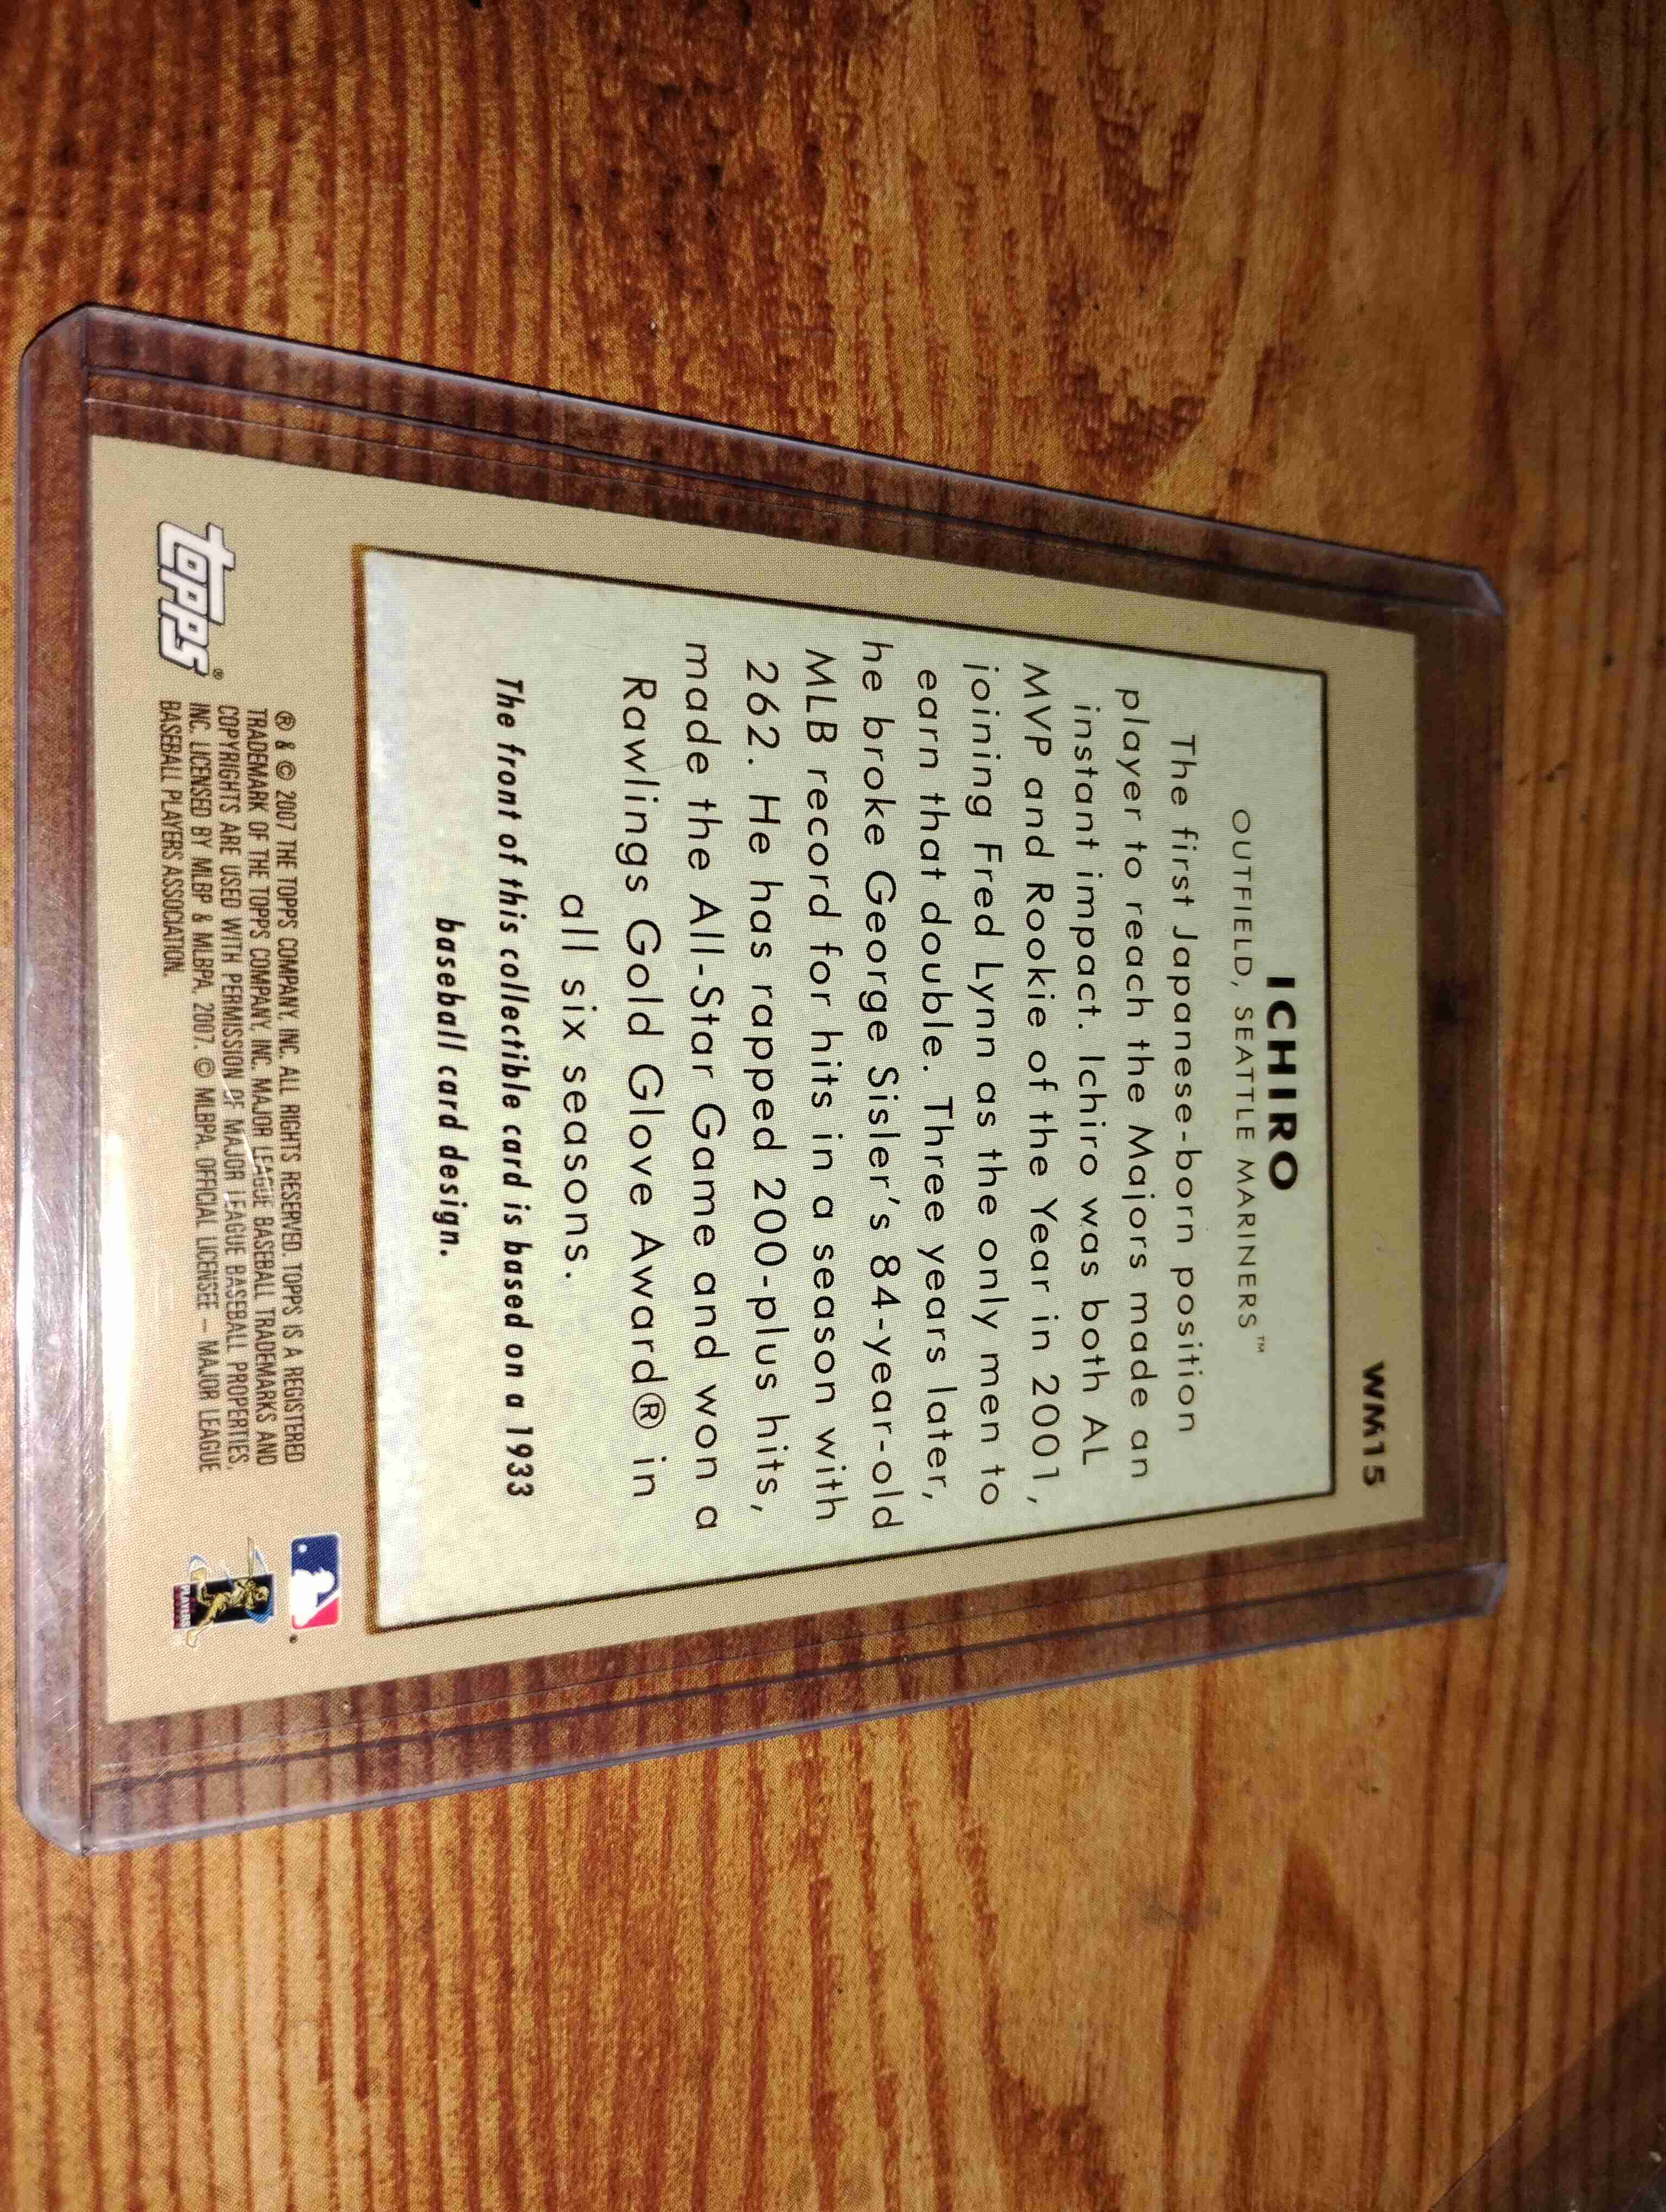 WM15
ICHIRO
OUTFIELD, SEATTLE MARINERS™
The first Japanese-born position
player to reach the Majors made an
instant impact. Ichiro was both AL
MVP and Rookie of the Year in 2001,
joining Fred Lynn as the only men to
earn that double. Three years later,
he broke George Sisler's 84-year-old
MLB record for hits in a season with
262. He has rapped 200-plus hits,
made the All-Star Game and won a
Rawlings Gold Glove Award® in
all six seasons.
The front of this collectible card is based on a 1933
baseball card design.
topps®
® & © 2007 THE TOPPS COMPANY, INC. ALL RIGHTS RESERVED. TOPPS IS A REGISTERED
TRADEMARK OF THE TOPPS COMPANY, INC. MAJOR LEAGUE BASEBALL TRADEMARKS AND
COPYRIGHTS ARE USED WITH PERMISSION OF MAJOR LEAGUE BASEBALL PROPERTIES,
INC. LICENSED BY MLBP & MLBPA, 2007. © MLBPA. OFFICIAL LICENSEE – MAJOR LEAGUE
BASEBALL PLAYERS ASSOCIATION.
PLAYERS